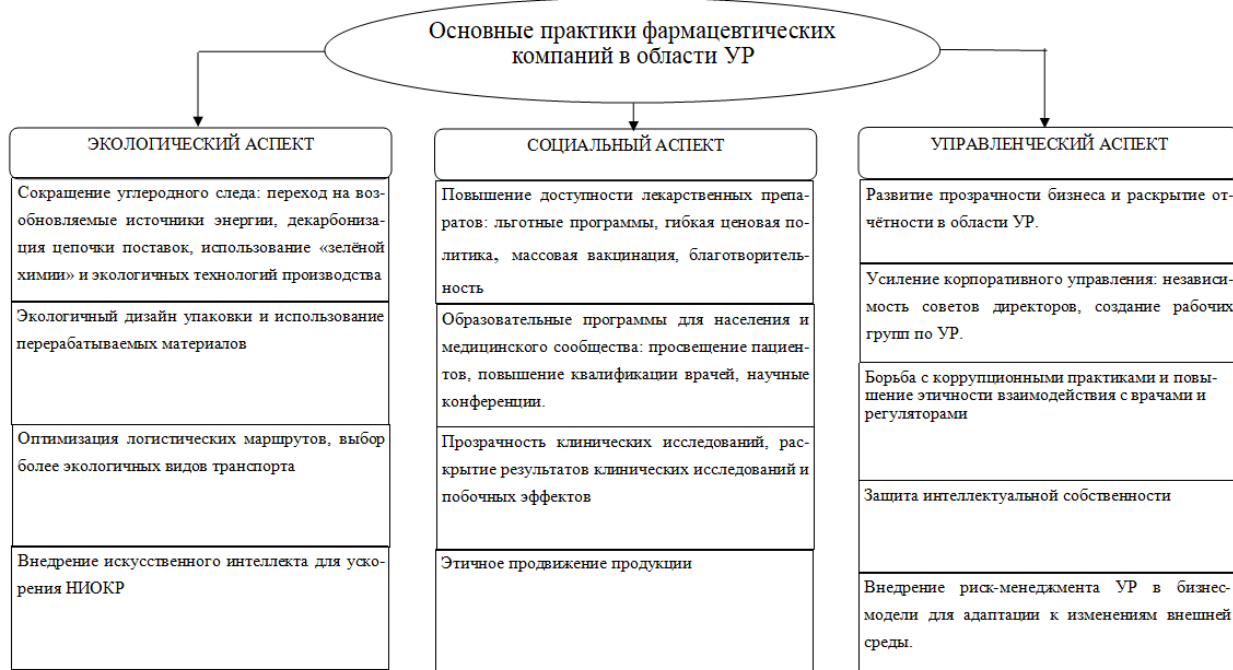 Основные практики фармацевтических
компаний в области УР
ЭКОЛОГИЧЕСКИЙ АСПЕКТ
Сокращение углеродного следа: переход на воз-
обновляемые источники энергии, декарбониза-
ция цепочки поставок, использование «зелёной
химии» и экологичных технологий производства
Экологичный дизайн упаковки и использование
перерабатываемых материалов
Оптимизация логистических маршрутов, выбор
более экологичных видов транспорта
Внедрение искусственного интеллекта для уско-
рения НИОКР
СОЦИАЛЬНЫЙ АСПЕКТ
Повышение доступности лекарственных препа-
ратов: льготные программы, гибкая ценовая по-
литика, массовая вакцинация, благотворитель-
ность
Образовательные программы для населения и
медицинского сообщества: просвещение пациен-
тов, повышение квалификации врачей, научные
конференции.
Прозрачность клинических исследований, рас-
крытие результатов клинических исследований и
побочных эффектов
Этичное продвижение продукции
УПРАВЛЕНЧЕСКИЙ АСПЕКТ
Развитие прозрачности бизнеса и раскрытие от-
чётности в области УР.
Усиление корпоративного управления: независи-
мость советов директоров, создание рабочих
групп по УР.
Борьба с коррупционными практиками и повы-
шение этичности взаимодействия с врачами и
регуляторами
Защита интеллектуальной собственности
Внедрение риск-менеджмента УР в бизнес-
модели для адаптации к изменениям внешней
среды.